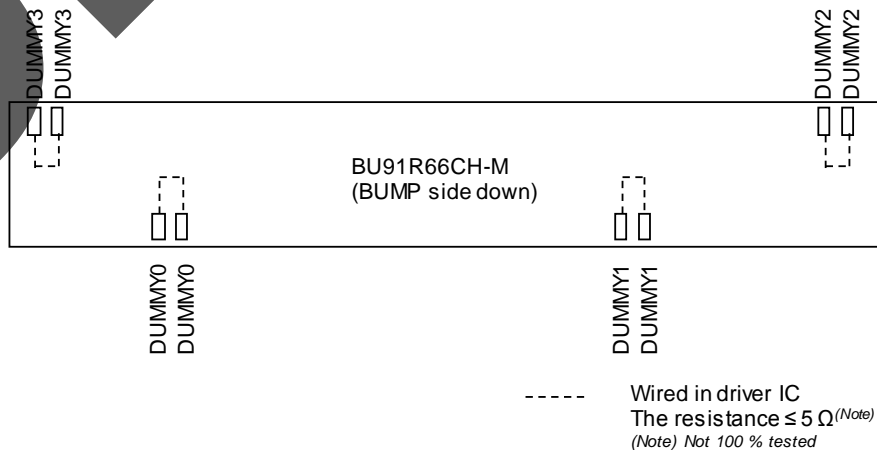 DUMMY3
DUMMY3
DUMMY2
DUMMY2
BU91R66CH-M
(BUMP side down)
DUMMY0
DUMMY0
DUMMY1
DUMMY1
Wired in driver IC
The resistance ≤ 5 Ω(Note)
(Note) Not 100 % tested